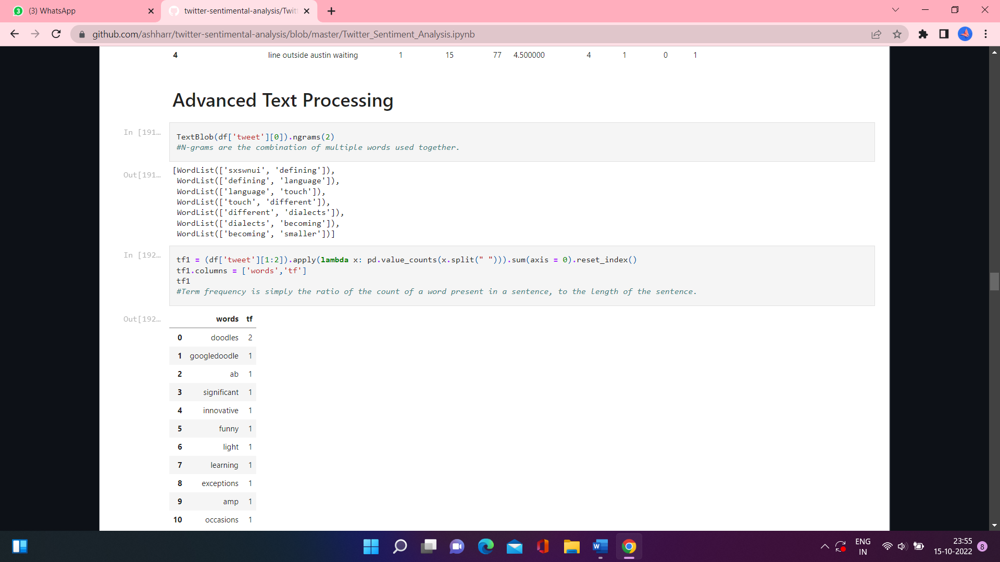 (3) WhatsApp
twitter-sentimental-analysis/Twit
github.com/ashharr/twitter-sentimental-analysis/blob/master/Twitter_Sentiment_Analysis.ipynb
4 line outside austin waiting 1 15 77 4.500000 4 1 0 1
Advanced Text Processing
In [191...
TextBlob(df['tweet'][0]).ngrams(2)
#N-grams are the combination of multiple words used together.
Out[191...
[WordList(['sxswnui', 'defining']),
WordList(['defining', 'language']),
WordList(['language', 'touch']),
WordList(['touch', 'different']),
WordList(['different', 'dialects']),
WordList(['dialects', 'becoming']),
WordList(['becoming', 'smaller'])]
In [192...
tf1 = (df['tweet'][1:2]).apply(lambda x: pd.value_counts(x.split(" "))).sum(axis = 0).reset_index()
tf1.columns = ['words','tf']
tf1
#Term frequency is simply the ratio of the count of a word present in a sentence, to the length of the sentence.
Out[192...
words tf
0 doodles 2
1 googledoodle 1
2 ab 1
3 significant 1
4 innovative 1
5 funny 1
6 light 1
7 learning 1
8 exceptions 1
9 amp 1
10 occasions 1
ENG
IN
23:55
15-10-2022
8